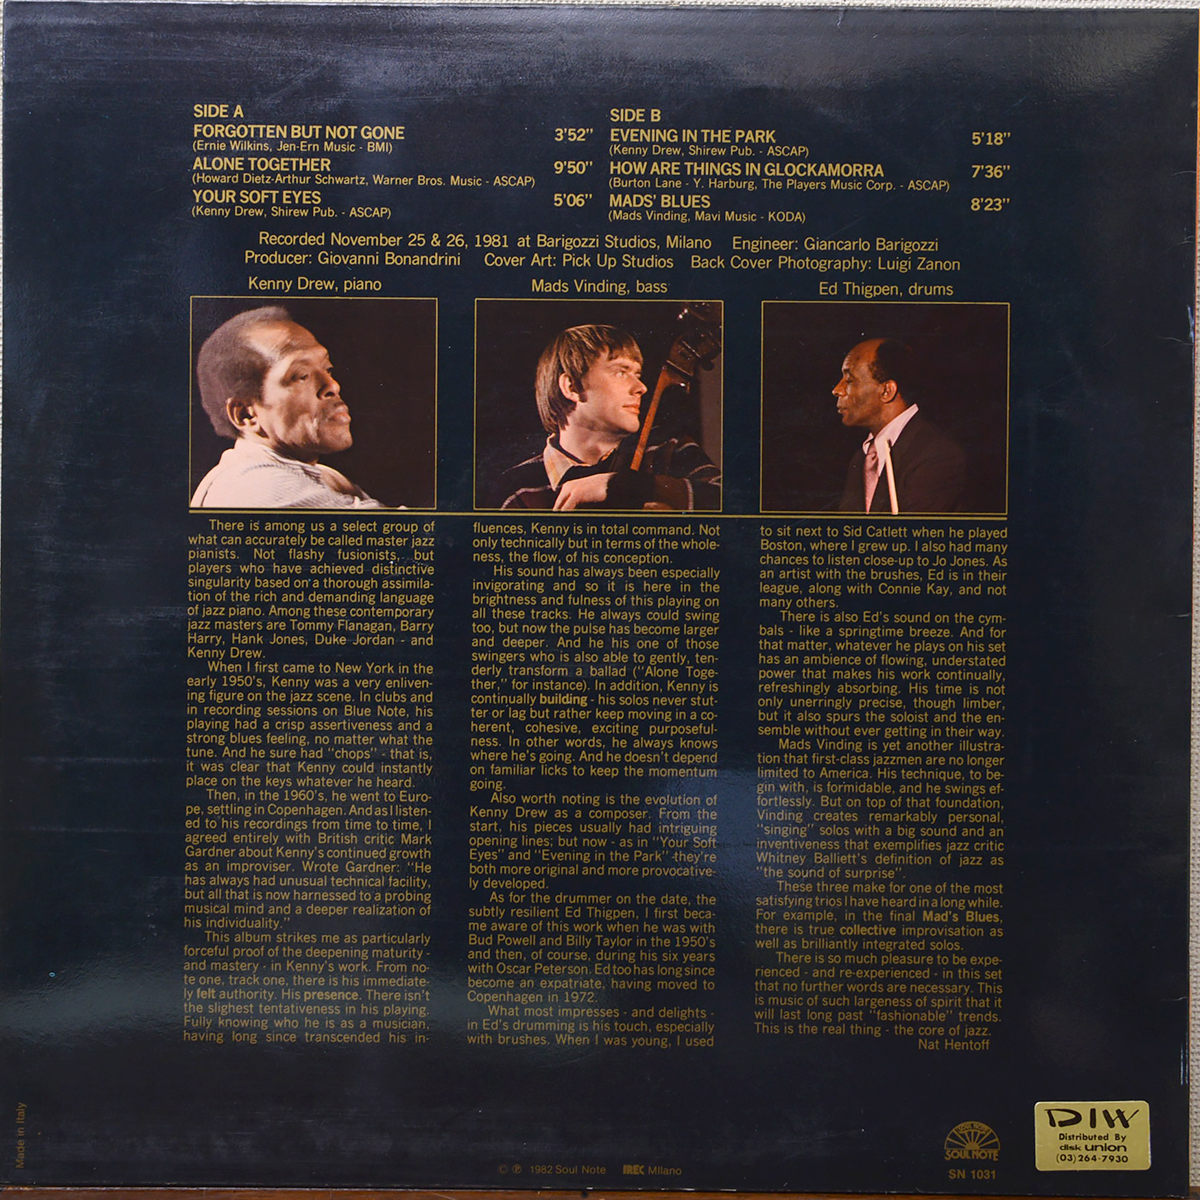 SIDE A
FORGOTTEN BUT NOT GONE 3'52"
(Ernie Wilkins, Jen-Ern Music - BMI)
ALONE TOGETHER 9'50"
(Howard Dietz-Arthur Schwartz, Warner Bros. Music - ASCAP)
YOUR SOFT EYES 5'06"
(Kenny Drew, Shirew Pub. - ASCAP)
SIDE B
EVENING IN THE PARK 5'18"
(Kenny Drew, Shirew Pub. - ASCAP)
HOW ARE THINGS IN GLOCKAMORRA 7'36"
(Burton Lane - Y. Harburg, The Players Music Corp. - ASCAP)
MADS' BLUES 8'23"
(Mads Vinding, Mavi Music - KODA)
Recorded November 25 & 26, 1981 at Barigozzi Studios, Milano Engineer: Giancarlo Barigozzi
Producer: Giovanni Bonandrini Cover Art: Pick Up Studios Back Cover Photography: Luigi Zanon
Kenny Drew, piano
Mads Vinding, bass
Ed Thigpen, drums
There is among us a select group of
what can accurately be called master jazz
pianists. Not flashy fusionists, but
players who have achieved distinctive
singularity based on a thorough assimila-
tion of the rich and demanding language
of jazz piano. Among these contemporary
jazz masters are Tommy Flanagan, Barry
Harry, Hank Jones, Duke Jordan - and
Kenny Drew.
When I first came to New York in the
early 1950's, Kenny was a very enliven-
ing figure on the jazz scene. In clubs and
in recording sessions on Blue Note, his
playing had a crisp assertiveness and a
strong blues feeling, no matter what the
tune. And he sure had "chops" - that is,
it was clear that Kenny could instantly
place on the keys whatever he heard.
Then, in the 1960's, he went to Euro-
pe, settling in Copenhagen. And as I listen-
ed to his recordings from time to time, I
agreed entirely with British critic Mark
Gardner about Kenny's continued growth
as an improviser. Wrote Gardner: "He
has always had unusual technical facility,
but all that is now harnessed to a probing
musical mind and a deeper realization of
his individuality."
This album strikes me as particularly
forceful proof of the deepening maturity -
and mastery - in Kenny's work. From no-
te one, track one, there is his immediate-
ly felt authority. His presence. There isn't
the slightest tentativeness in his playing.
Fully knowing who he is as a musician,
having long since transcended his in-
fluences, Kenny is in total command. Not
only technically but in terms of the whole-
ness, the flow, of his conception.
His sound has always been especially
invigorating and so it is here in the
brightness and fulness of this playing on
all these tracks. He always could swing
too, but now the pulse has become larger
and deeper. And he his one of those
swingers who is also able to gently, ten-
derly transform a ballad ("Alone Toge-
ther," for instance). In addition, Kenny is
continually building - his solos never stut-
ter or lag but rather keep moving in a co-
herent, cohesive, exciting purposeful-
ness. In other words, he always knows
where he's going. And he doesn't depend
on familiar licks to keep the momentum
going.
Also worth noting is the evolution of
Kenny Drew as a composer. From the
start, his pieces usually had intriguing
opening lines; but now - as in "Your Soft
Eyes" and "Evening in the Park" -they're
both more original and more provocative-
ly developed.
As for the drummer on the date, the
subtly resilient Ed Thigpen, I first beca-
me aware of this work when he was with
Bud Powell and Billy Taylor in the 1950's
and then, of course, during his six years
with Oscar Peterson. Ed too has long since
become an expatriate, having moved to
Copenhagen in 1972.
What most impresses - and delights -
in Ed's drumming is his touch, especially
with brushes. When I was young, I used
to sit next to Sid Catlett when he played
Boston, where I grew up. I also had many
chances to listen close-up to Jo Jones. As
an artist with the brushes, Ed is in their
league, along with Connie Kay, and not
many others.
There is also Ed's sound on the cym-
bals - like a springtime breeze. And for
that matter, whatever he plays on his set
has an ambience of flowing, understated
power that makes his work continually,
refreshingly absorbing. His time is not
only unerringly precise, though limber,
but it also spurs the soloist and the en-
semble without ever getting in their way.
Mads Vinding is yet another illustra-
tion that first-class jazzmen are no longer
limited to America. His technique, to be-
gin with, is formidable, and he swings ef-
fortlessly. But on top of that foundation,
Vinding creates remarkably personal,
"singing" solos with a big sound and an
inventiveness that exemplifies jazz critic
Whitney Balliett's definition of jazz as
"the sound of surprise".
These three make for one of the most
satisfying trios I have heard in a long while.
For example, in the final Mad's Blues,
there is true collective improvisation as
well as brilliantly integrated solos.
There is so much pleasure to be expe-
rienced - and re-experienced - in this set
that no further words are necessary. This
is music of such largeness of spirit that it
will last long past "fashionable" trends.
This is the real thing - the core of jazz.
Nat Hentoff
Made in Italy
© ℗ 1982 Soul Note IREC Milano
SOUL NOTE
SOUL NOTE
SN 1031
DIW
Distributed By
disk union
(03)264-7930